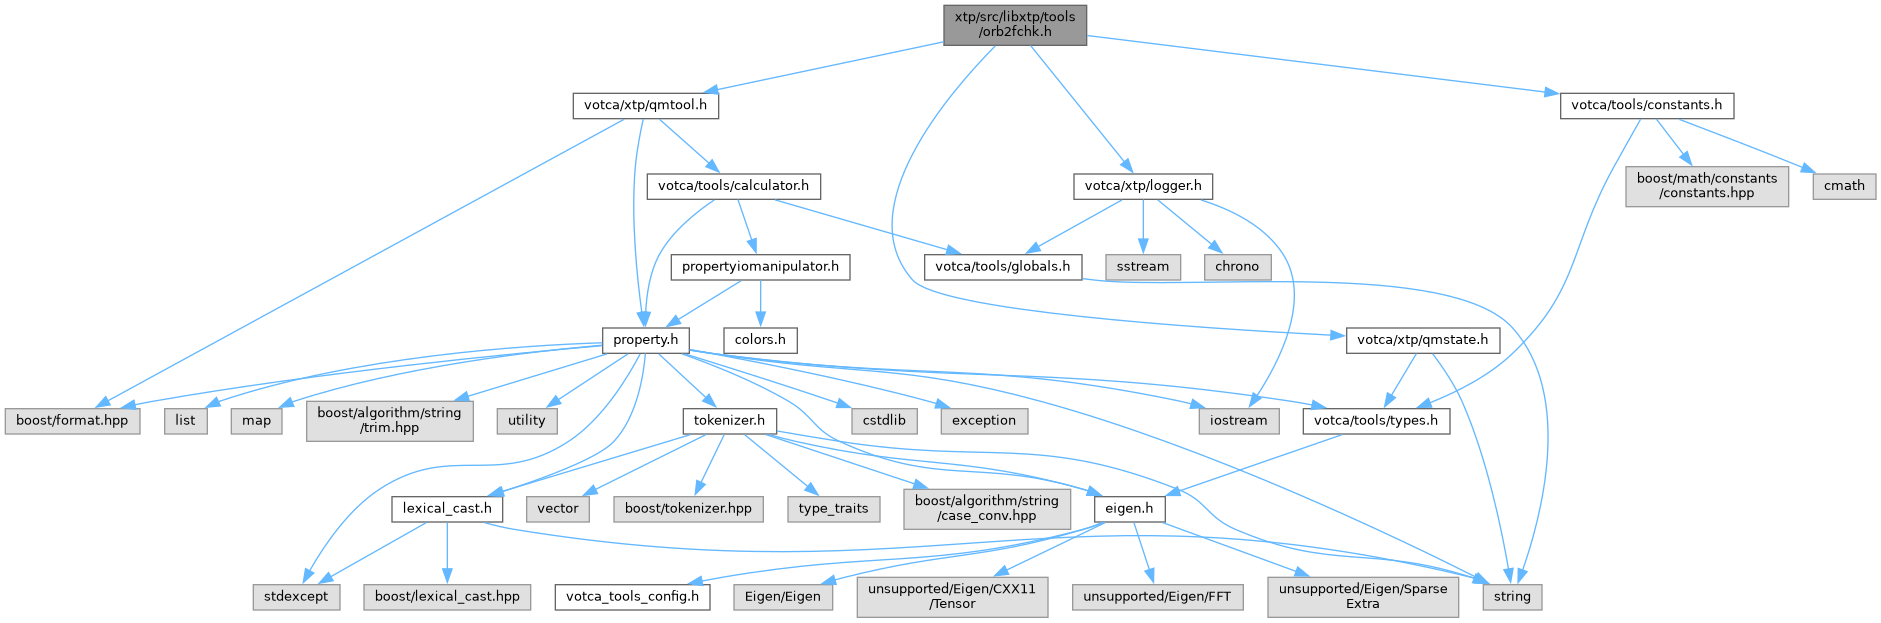 xtp/src/libxtp/tools
/orb2fchk.h
votca/xtp/qmtool.h
votca/tools/constants.h
votca/tools/calculator.h
votca/xtp/logger.h
boost/math/constants
/constants.hpp
cmath
propertyiomanipulator.h
votca/tools/globals.h
sstream
chrono
property.h
colors.h
votca/xtp/qmstate.h
boost/format.hpp
list
map
boost/algorithm/string
/trim.hpp
utility
tokenizer.h
cstdlib
exception
iostream
votca/tools/types.h
lexical_cast.h
vector
boost/tokenizer.hpp
type_traits
boost/algorithm/string
/case_conv.hpp
eigen.h
stdexcept
boost/lexical_cast.hpp
votca_tools_config.h
Eigen/Eigen
unsupported/Eigen/CXX11
/Tensor
unsupported/Eigen/FFT
unsupported/Eigen/Sparse
Extra
string